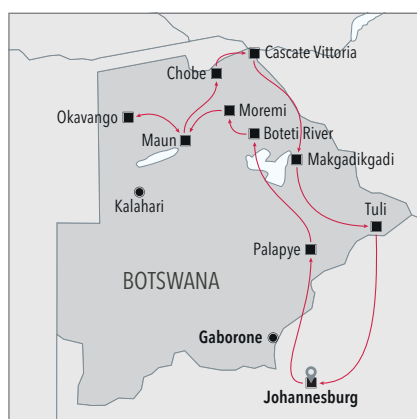 Cascate Vittoria
Chobe
Okavango
Moremi
Maun
Boteti River
Makgadikgadi
Kalahari
Tuli
Palapye
BOTSWANA
Gaborone
Johannesburg